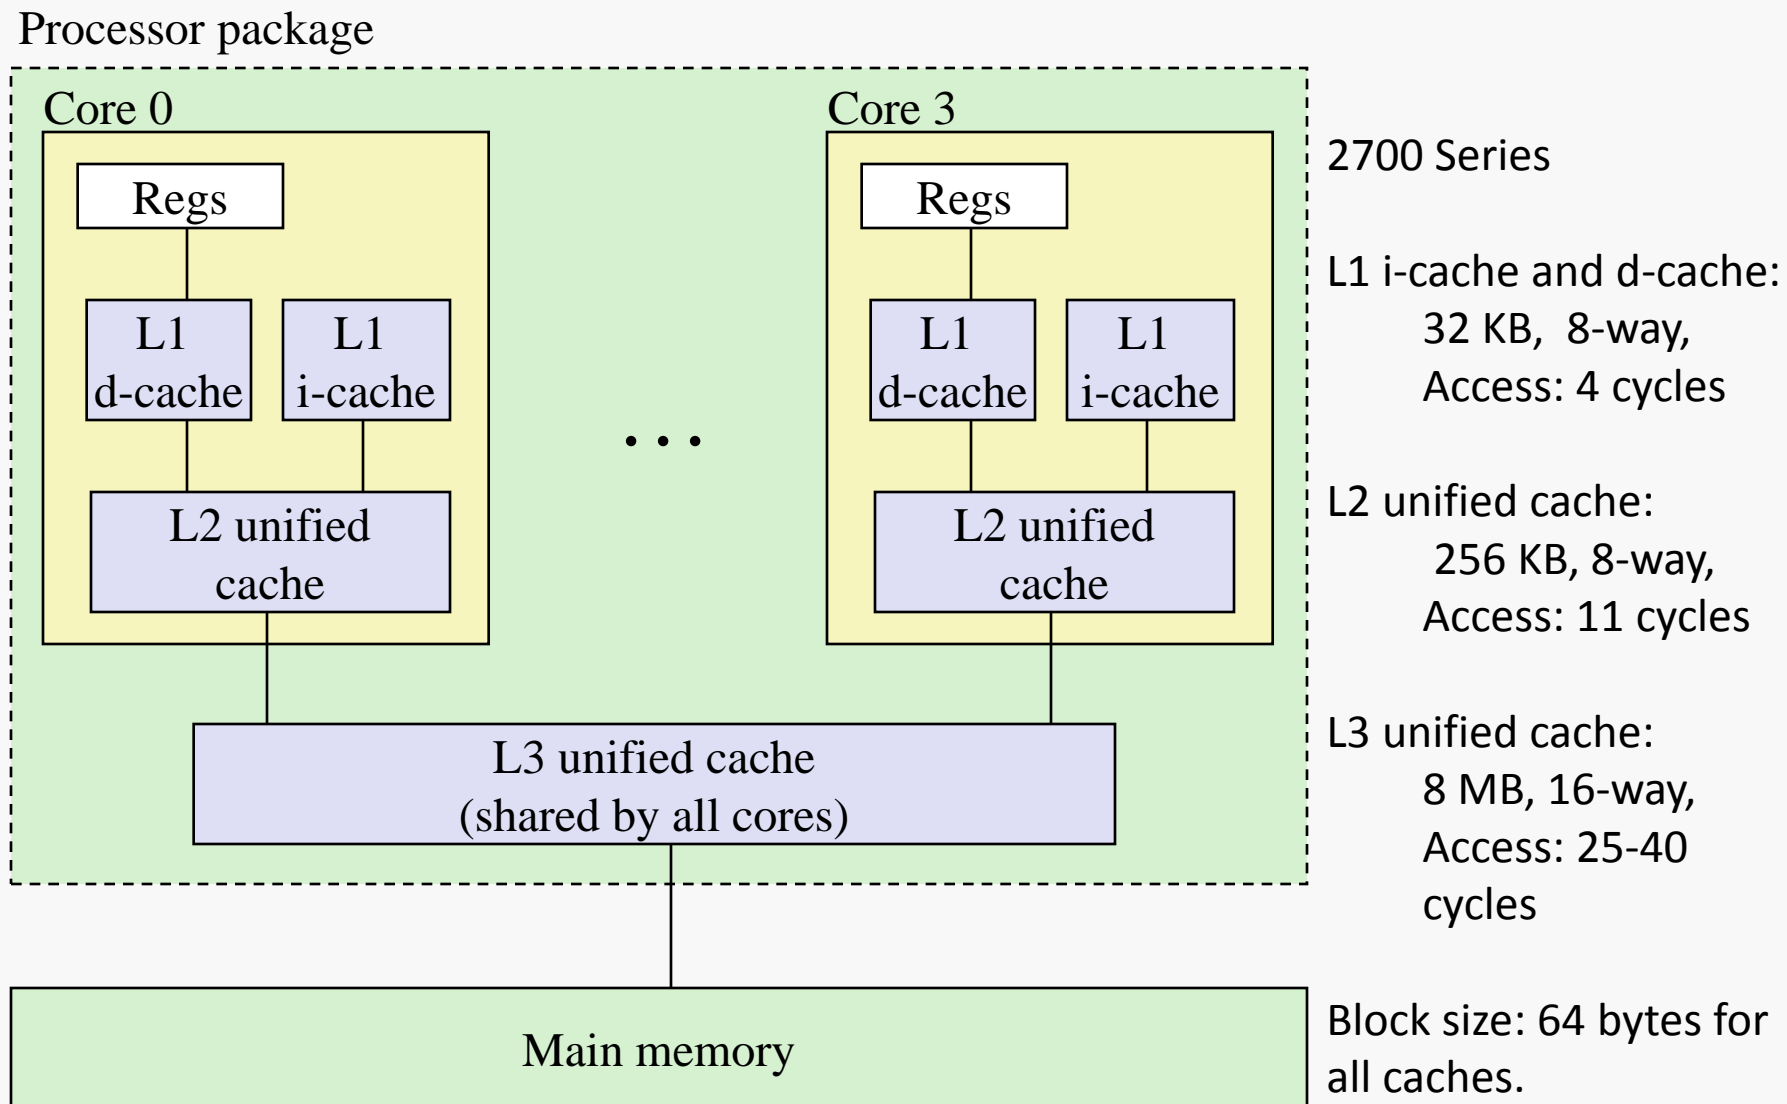 Processor package
Core 0
Regs
L1
d-cache
L1
i-cache
L2 unified
cache
. . .
Core 3
Regs
L1
d-cache
L1
i-cache
L2 unified
cache
L3 unified cache
(shared by all cores)
Main memory
2700 Series
L1 i-cache and d-cache:
32 KB,  8-way,
Access: 4 cycles
L2 unified cache:
256 KB, 8-way,
Access: 11 cycles
L3 unified cache:
8 MB, 16-way,
Access: 25-40
cycles
Block size: 64 bytes for
all caches.